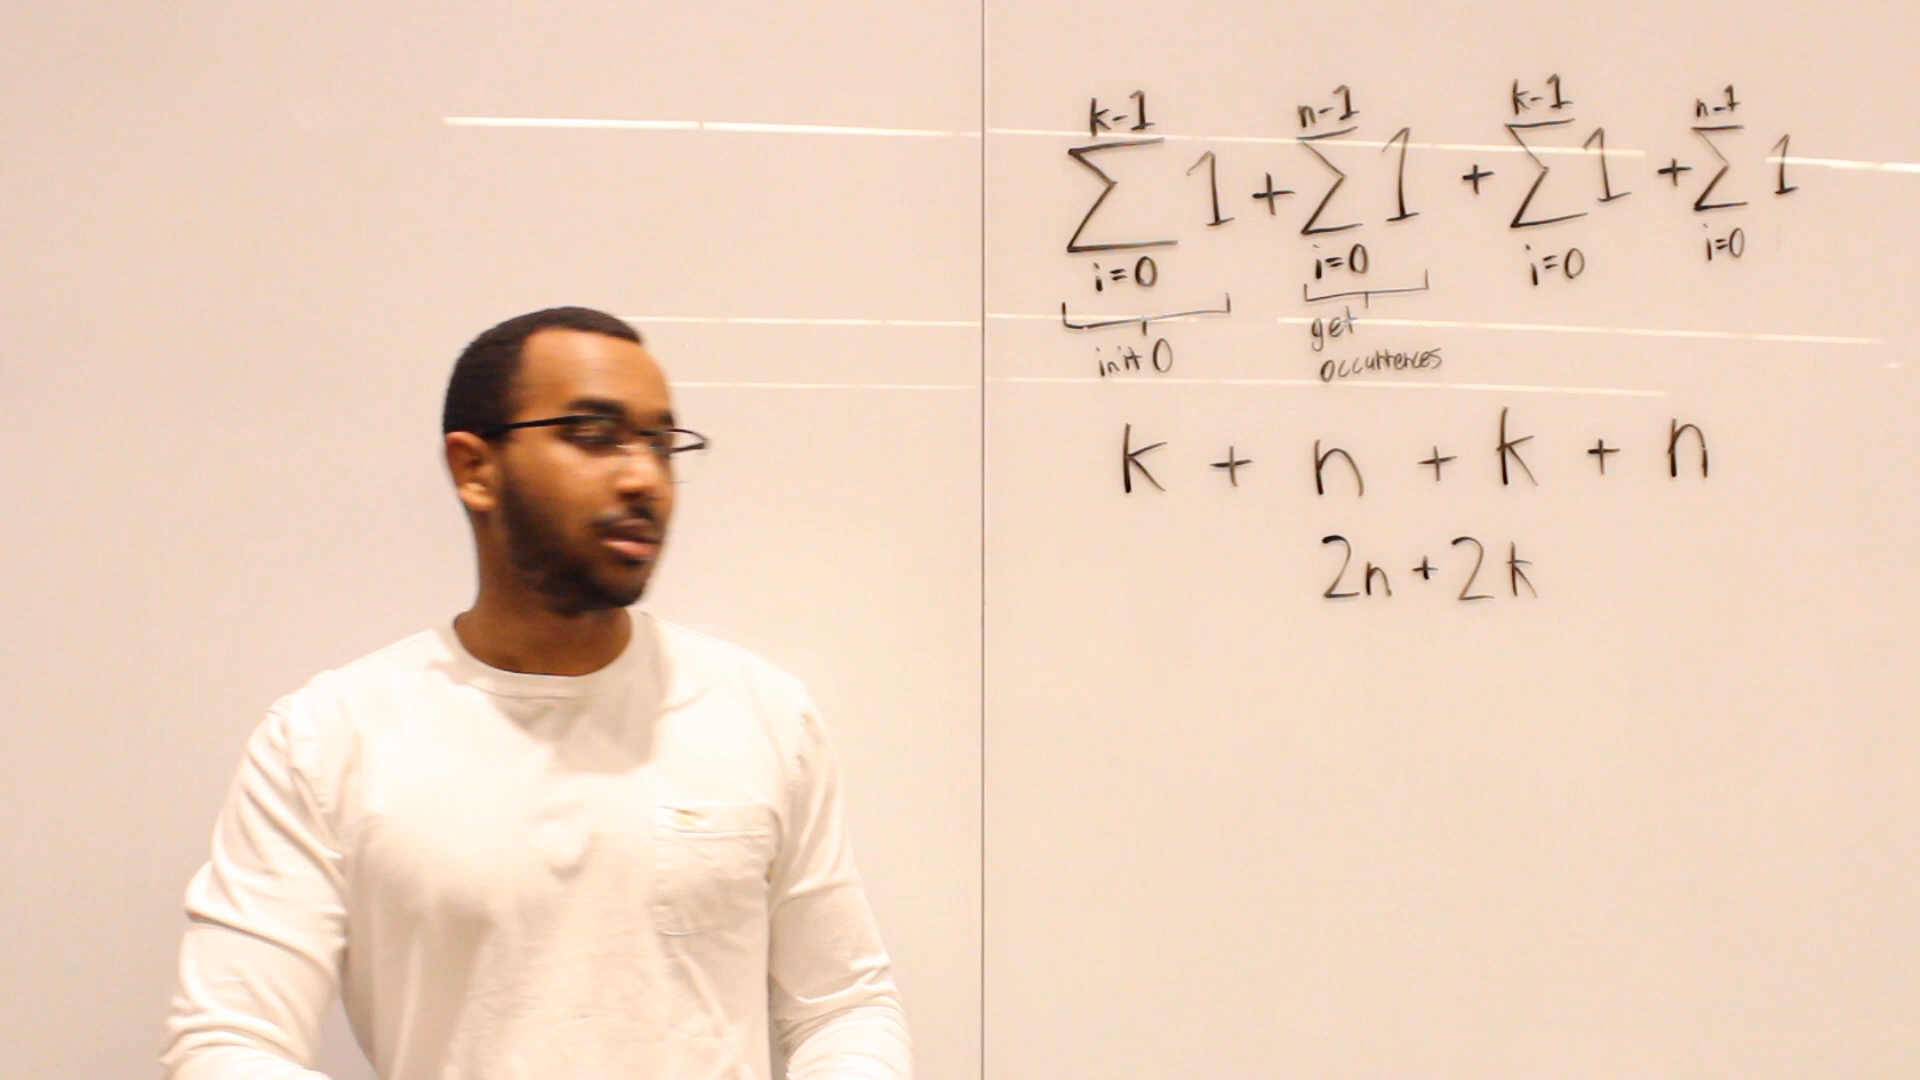 k-1 n-1 k-1 n-1
∑ 1 + ∑ 1 + ∑ 1 + ∑ 1
i=0 i=0 i=0 i=0
init 0 get
occurrences
k + n + k + n
2n + 2k